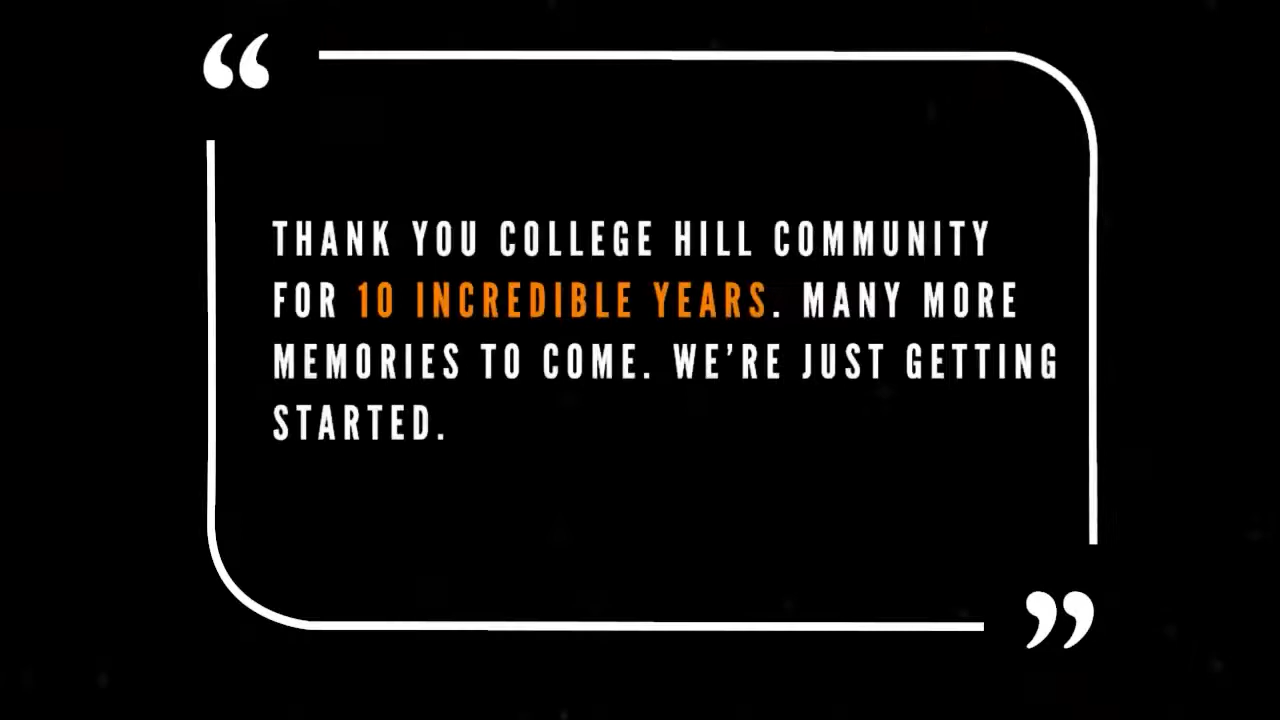 “
THANK YOU COLLEGE HILL COMMUNITY
FOR 10 INCREDIBLE YEARS. MANY MORE
MEMORIES TO COME. WE’RE JUST GETTING
STARTED.
”